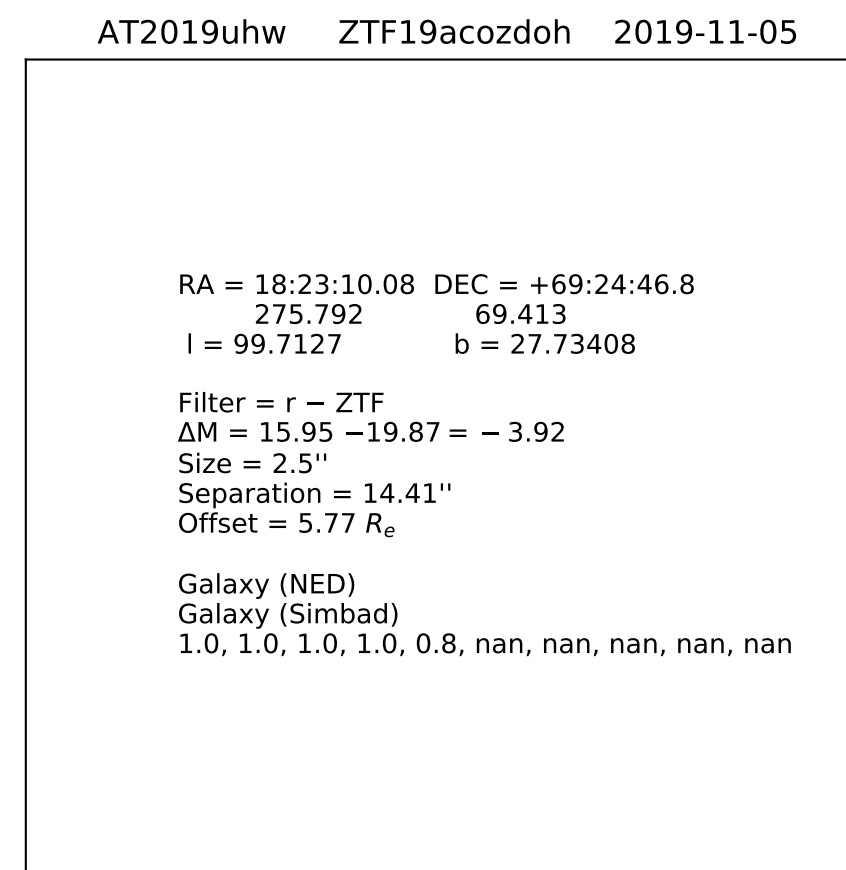 AT2019uhw ZTF19acozdoh 2019-11-05
RA = 18:23:10.08 DEC = +69:24:46.8
275.792 69.413
l = 99.7127 b = 27.73408
Filter = r − ZTF
ΔM = 15.95 −19.87 = − 3.92
Size = 2.5''
Separation = 14.41''
Offset = 5.77 Rₑ
Galaxy (NED)
Galaxy (Simbad)
1.0, 1.0, 1.0, 1.0, 0.8, nan, nan, nan, nan, nan